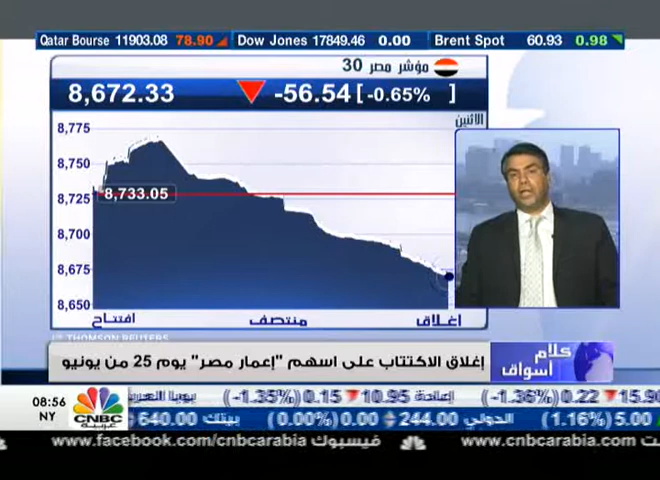 Qatar Bourse 11903.08 78.90 Dow Jones 17849.46 0.00 Brent Spot 60.93 0.98
مؤشر مصر 30
8,672.33 -56.54 [-0.65% ]
الاثنين
8,775
8,750
8,725
8,733.05
8,700
8,675
8,650
افتتاح منتصف اغلاق
THOMSON REUTERS
كلام أسواق
إغلاق الاكتتاب على اسهم "إعمار مصر" يوم 25 من يونيو
08:56
NY
CNBC
عربية
15.90 0.22 (-1.36%) إعادة 10.95 0.15 (-1.35%)
5.00 (1.16%) الدولي 244.00 0.00 (0.00%) بيتك 640.00
www.cnbcarabia.com فيسبوك www.facebook.com/cnbcarabia